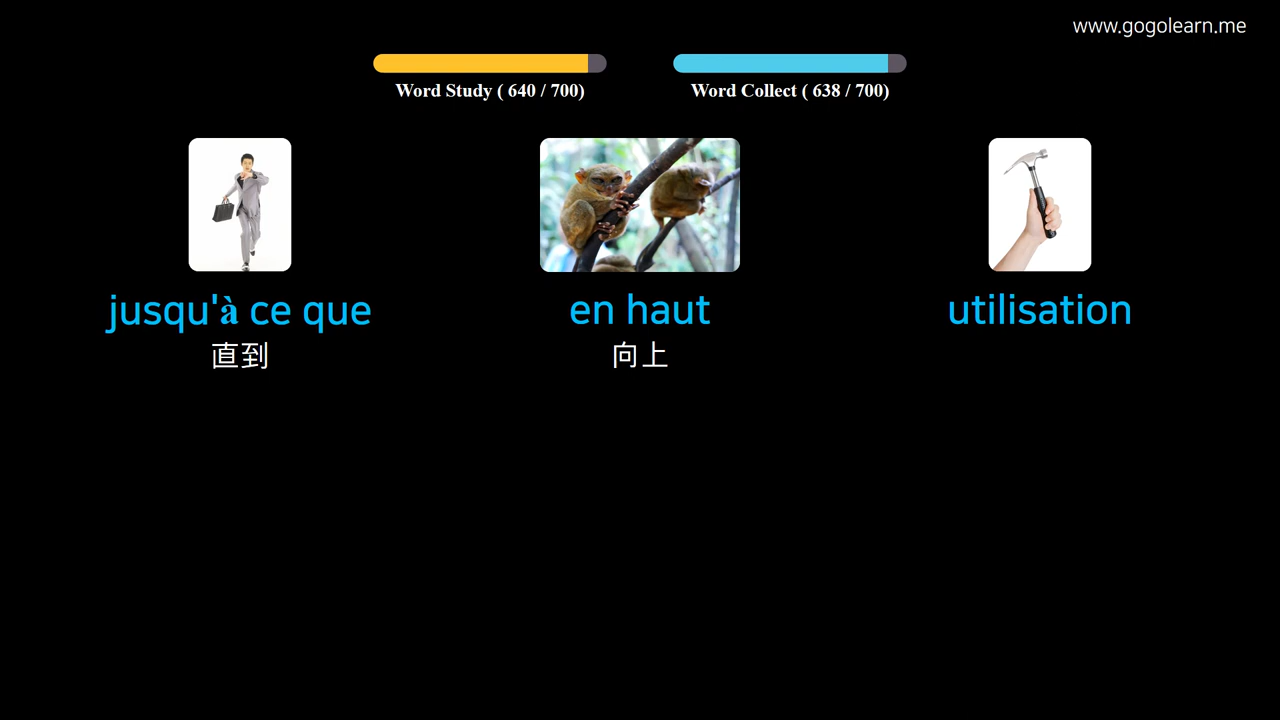 www.gogolearn.me
Word Study ( 640 / 700)
Word Collect ( 638 / 700)
jusqu'à ce que
en haut
utilisation
直到
向上